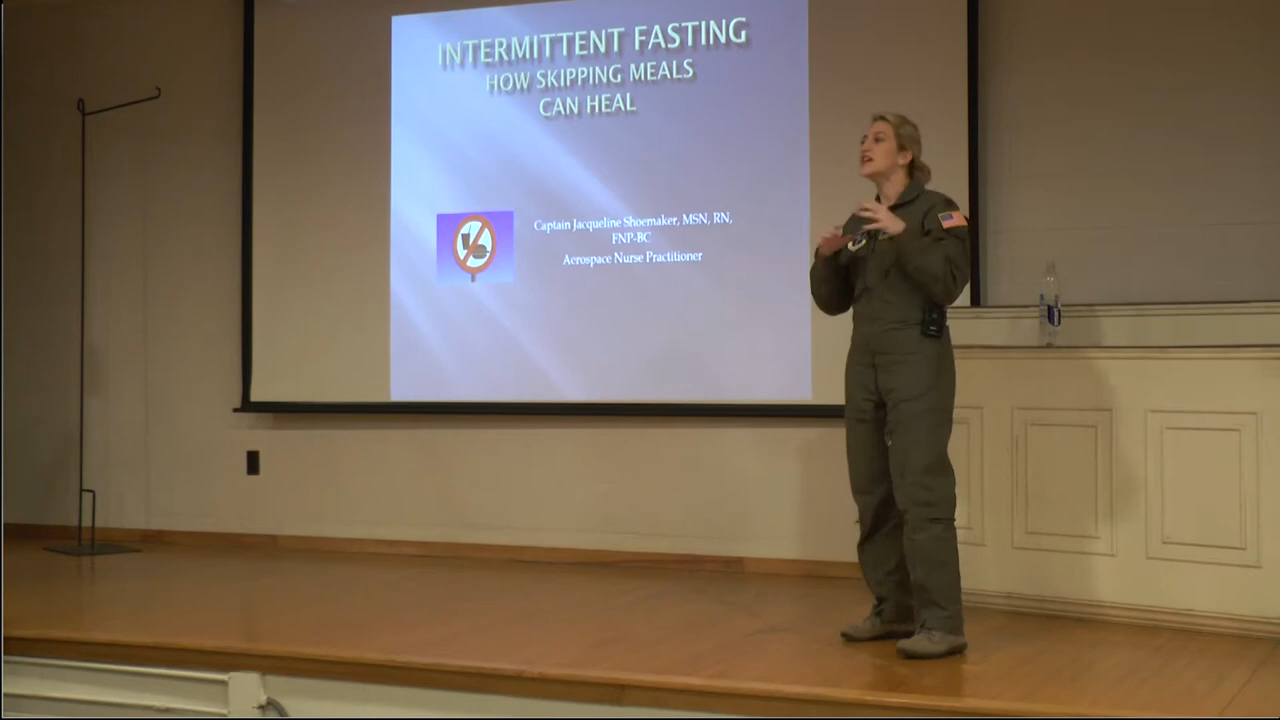 INTERMITTENT FASTING
HOW SKIPPING MEALS
CAN HEAL
Captain Jacqueline Shoemaker, MSN, RN,
FNP-BC
Aerospace Nurse Practitioner